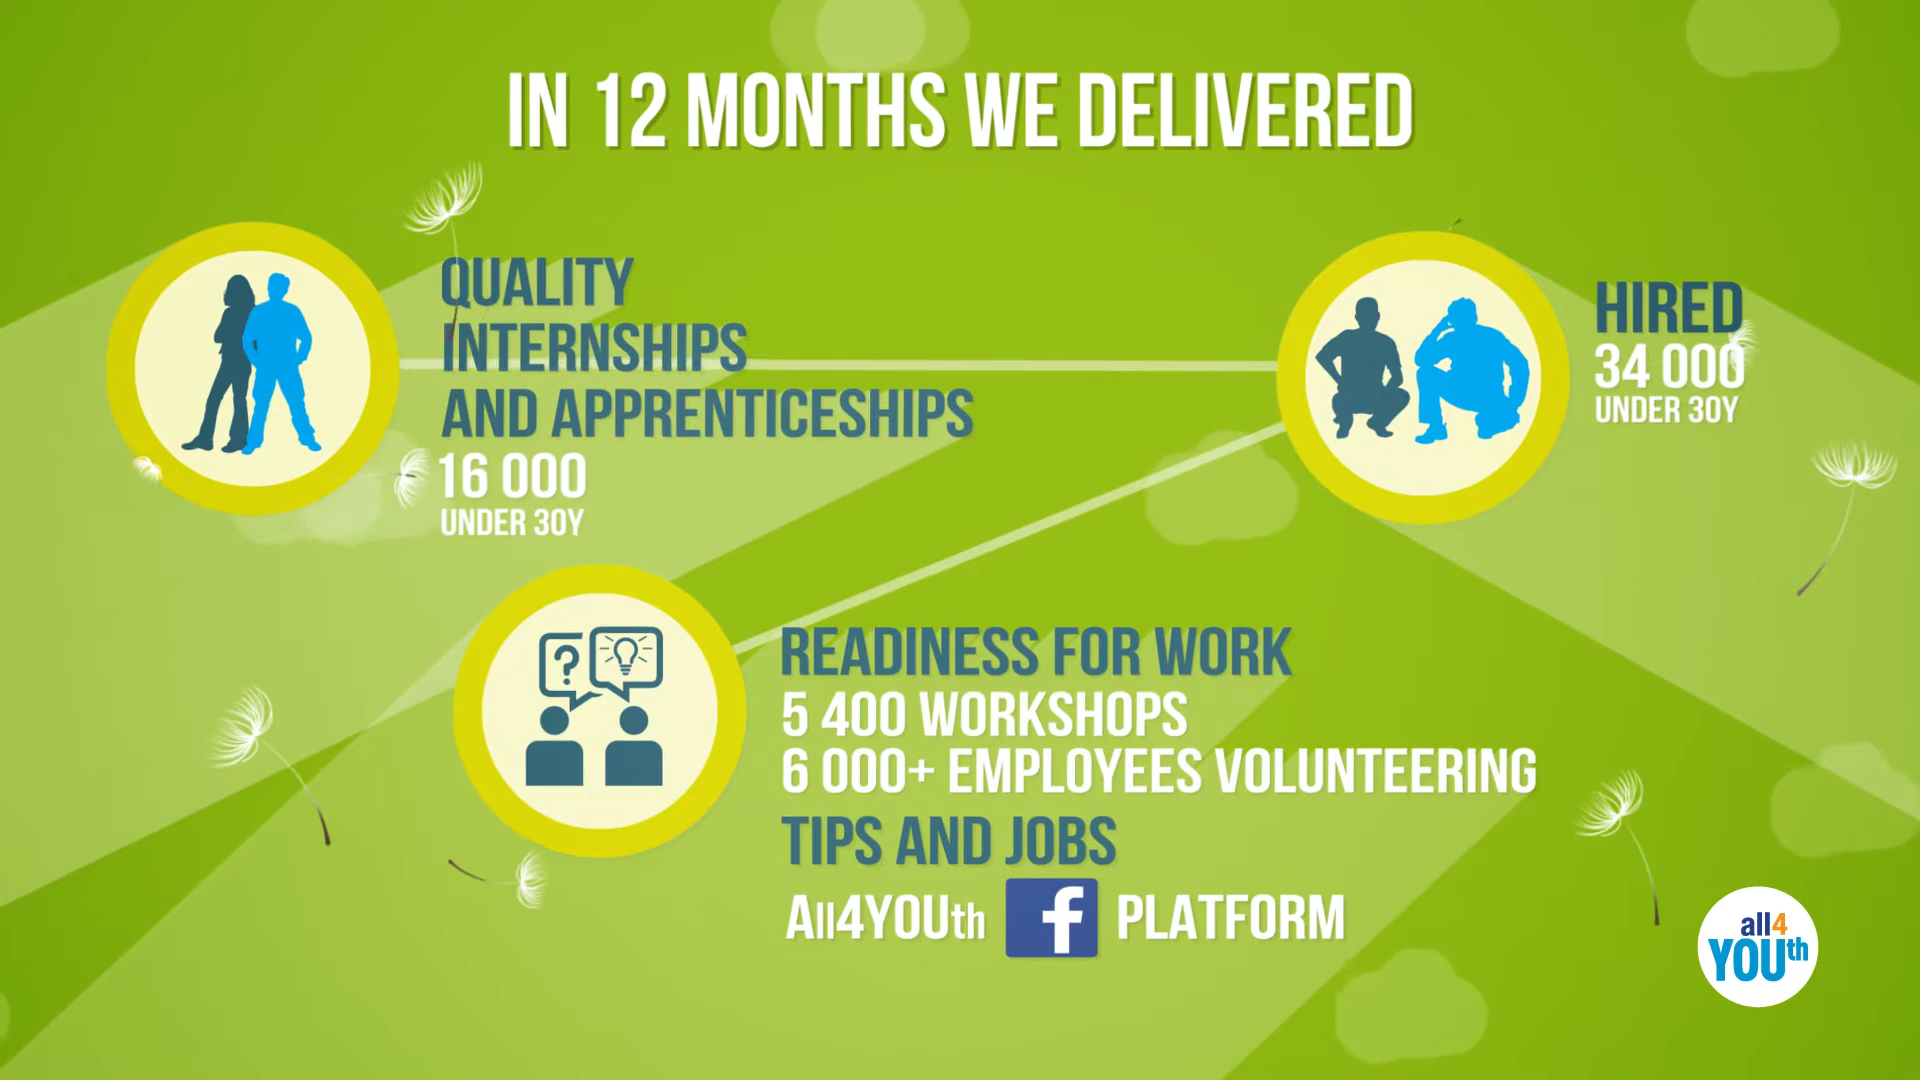 IN 12 MONTHS WE DELIVERED
QUALITY
INTERNSHIPS
AND APPRENTICESHIPS
16 000
UNDER 30Y
HIRED
34 000
UNDER 30Y
?
READINESS FOR WORK
5 400 WORKSHOPS
6 000+ EMPLOYEES VOLUNTEERING
TIPS AND JOBS
All4YOUth f PLATFORM
all4
YOUth